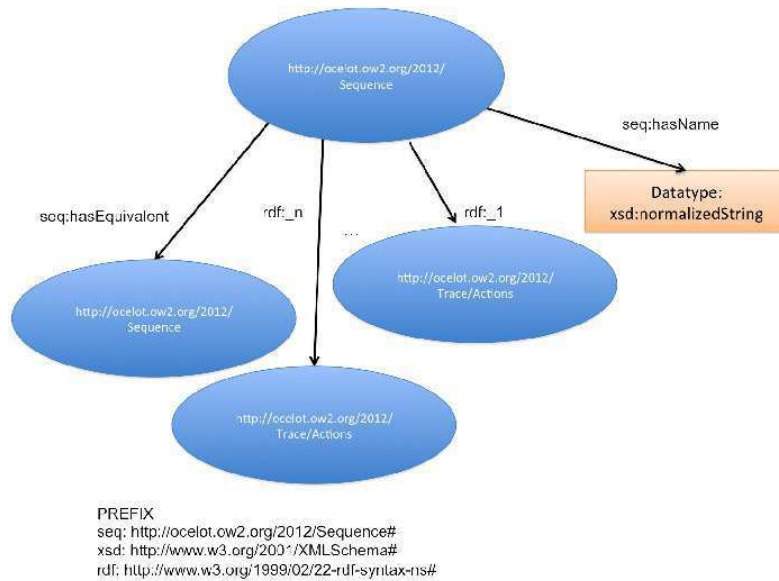 http://ocelot.ow2.org/2012/
Sequence
seq:hasName
Datatype:
xsd:normalizedString
seq:hasEquivalent
rdf:_n
...
rdf:_1
http://ocelot.ow2.org/2012/
Trace/Actions
http://ocelot.ow2.org/2012/
Sequence
http://ocelot.ow2.org/2012/
Trace/Actions
PREFIX
seq: http://ocelot.ow2.org/2012/Sequence#
xsd: http://www.w3.org/2001/XMLSchema#
rdf: http://www.w3.org/1999/02/22-rdf-syntax-ns#